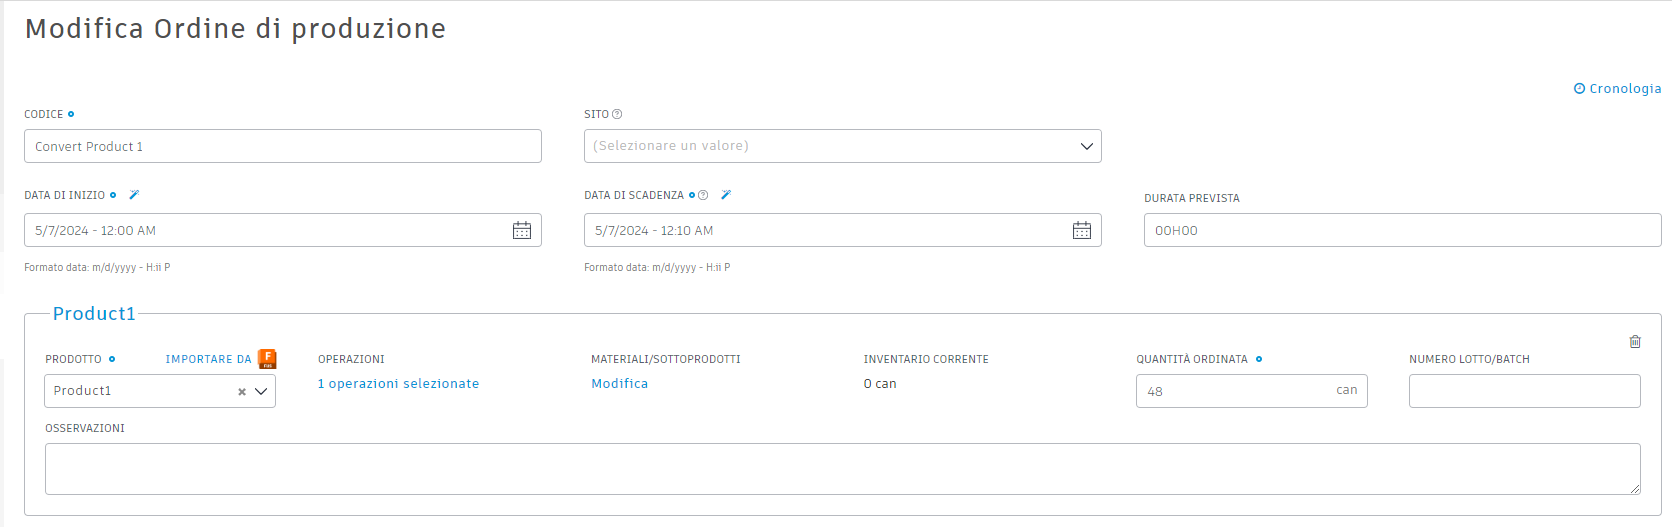 Modifica Ordine di produzione
Cronologia
CODICE
Convert Product 1
SITO
(Selezionare un valore)
DATA DI INIZIO
5/7/2024 - 12:00 AM
Formato data: m/d/yyyy - H:ii P
DATA DI SCADENZA
5/7/2024 - 12:10 AM
Formato data: m/d/yyyy - H:ii P
DURATA PREVISTA
00H00
Product1
PRODOTTO IMPORTARE DA F
Product1
OPERAZIONI
1 operazioni selezionate
MATERIALI/SOTTOPRODOTTI
Modifica
INVENTARIO CORRENTE
0 can
QUANTITÀ ORDINATA
48 can
NUMERO LOTTO/BATCH
OSSERVAZIONI